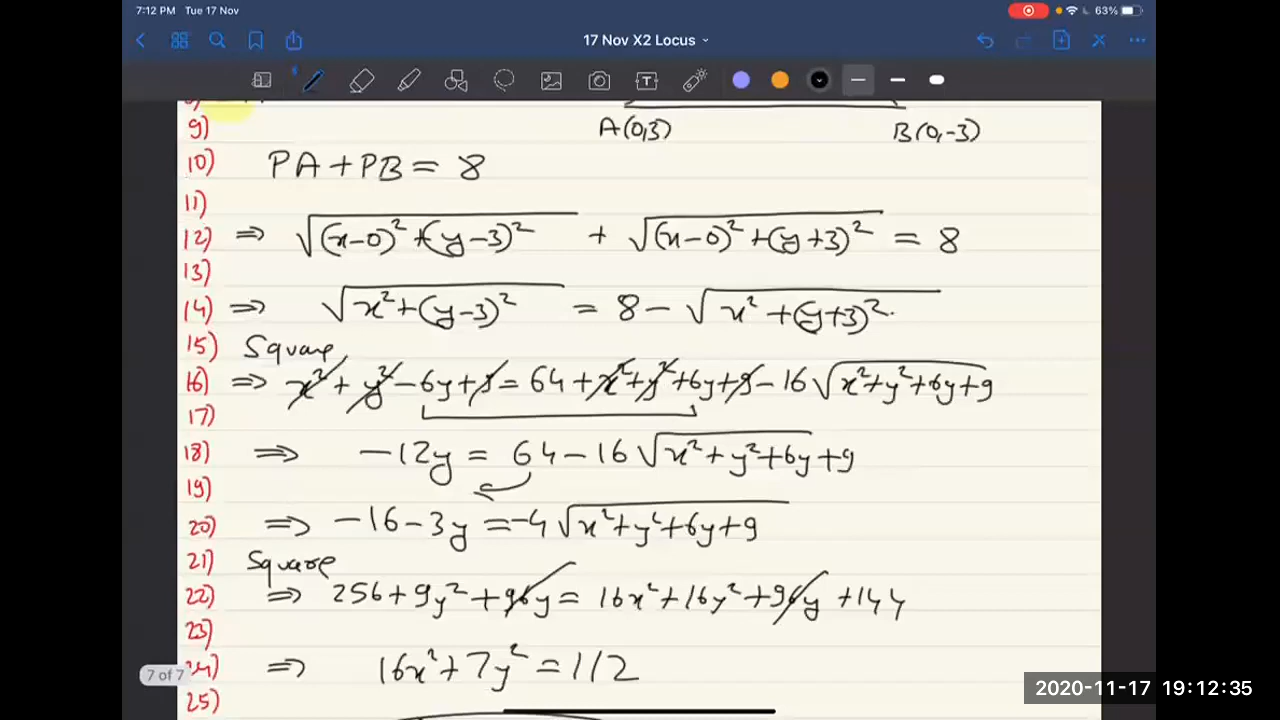 7:12 PM Tue 17 Nov 63%
17 Nov X2 Locus
9) A(0,3) B(0,-3)
10) PA+PB = 8
11)
12) ⇒ √(x-0)²+(y-3)² + √(x-0)²+(y+3)² = 8
13)
14) ⇒ √x²+(y-3)² = 8-√x²+(y+3)².
15) Square,
16) ⇒ x²+y²-6y+9=64+x²+y²+6y+9-16√x²+y²+6y+9
17)
18) ⇒ -12y = 64-16√x²+y²+6y+9
19)
20) ⇒ -16-3y=-4√x²+y²+6y+9
21) Square
22) ⇒ 256+9y²+96y= 16x²+16y²+96y+144
23)
24) ⇒ 16x²+7y²=112
25)
7 of 7
2020-11-17 19:12:35